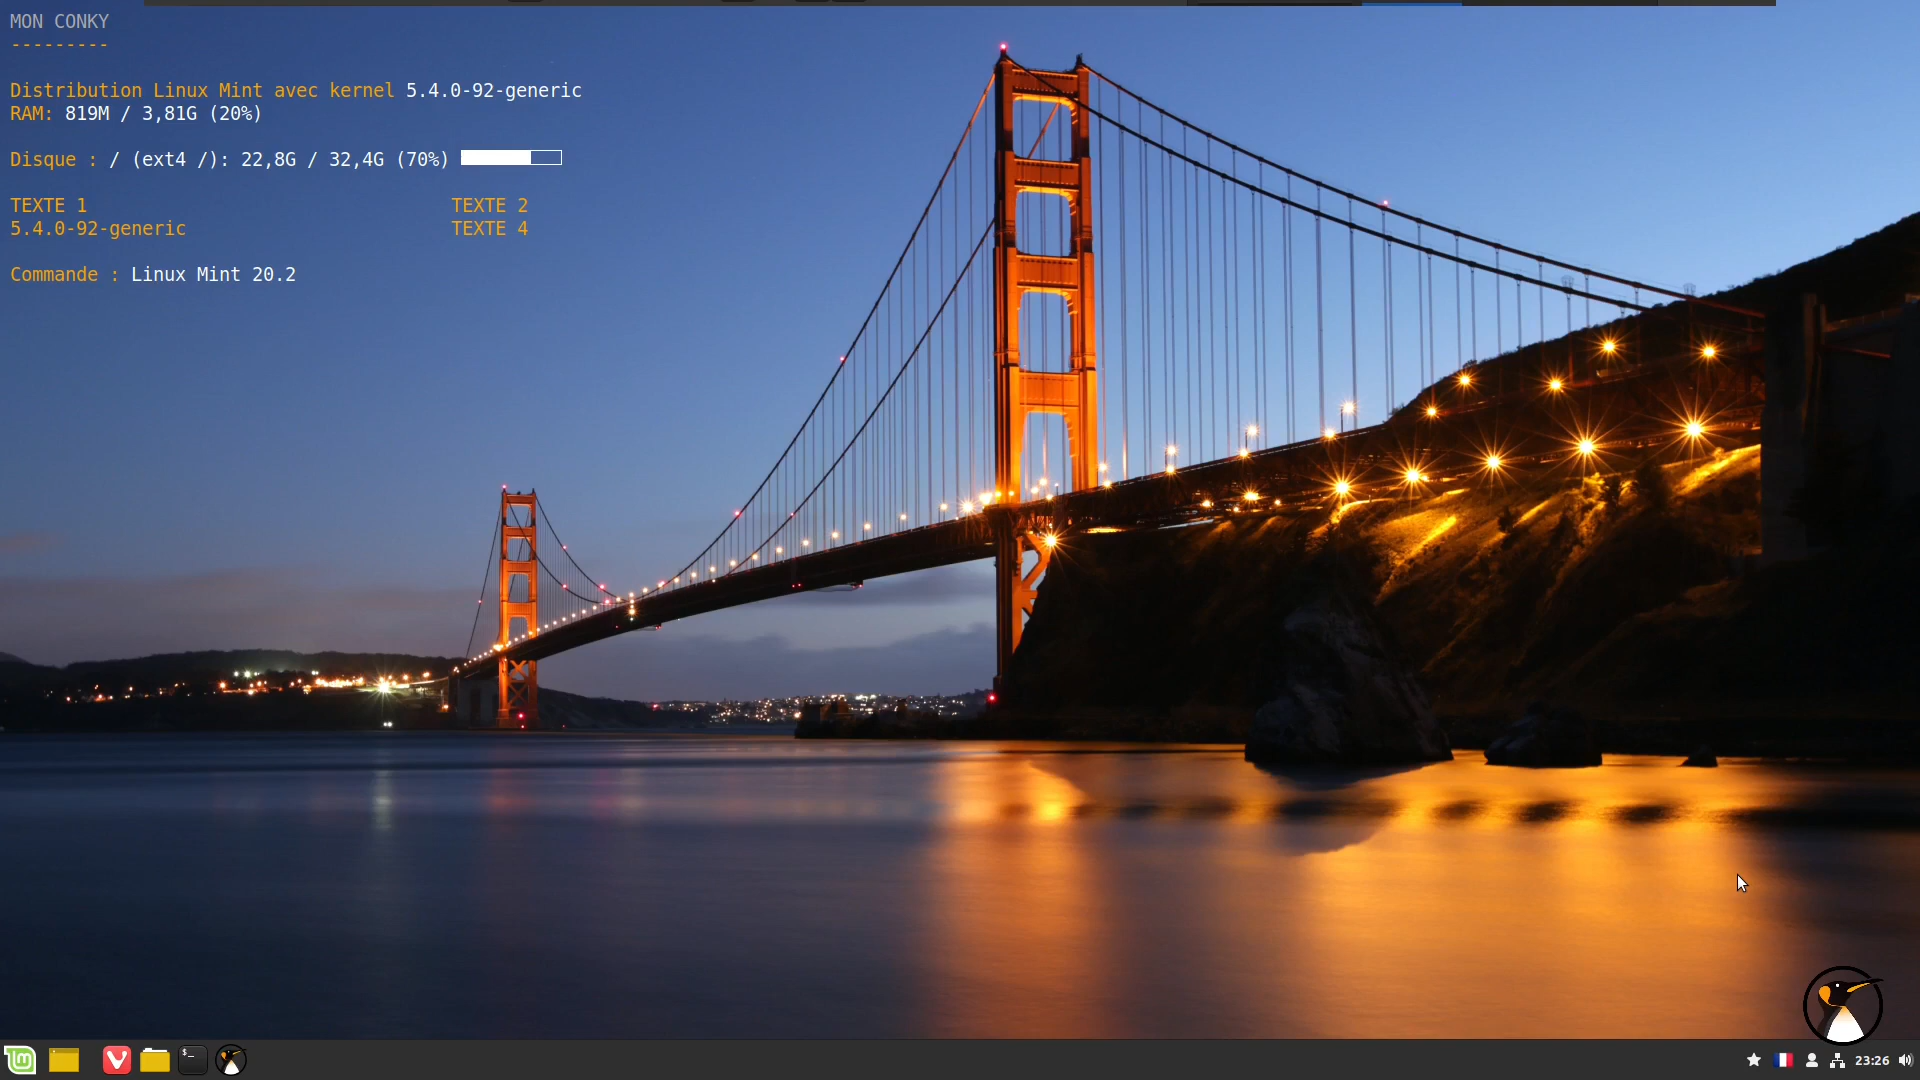 MON CONKY
---------
Distribution Linux Mint avec kernel 5.4.0-92-generic
RAM: 819M / 3,81G (20%)
Disque : / (ext4 /): 22,8G / 32,4G (70%)
TEXTE 1 TEXTE 2
5.4.0-92-generic TEXTE 4
Commande : Linux Mint 20.2
$_
23:26